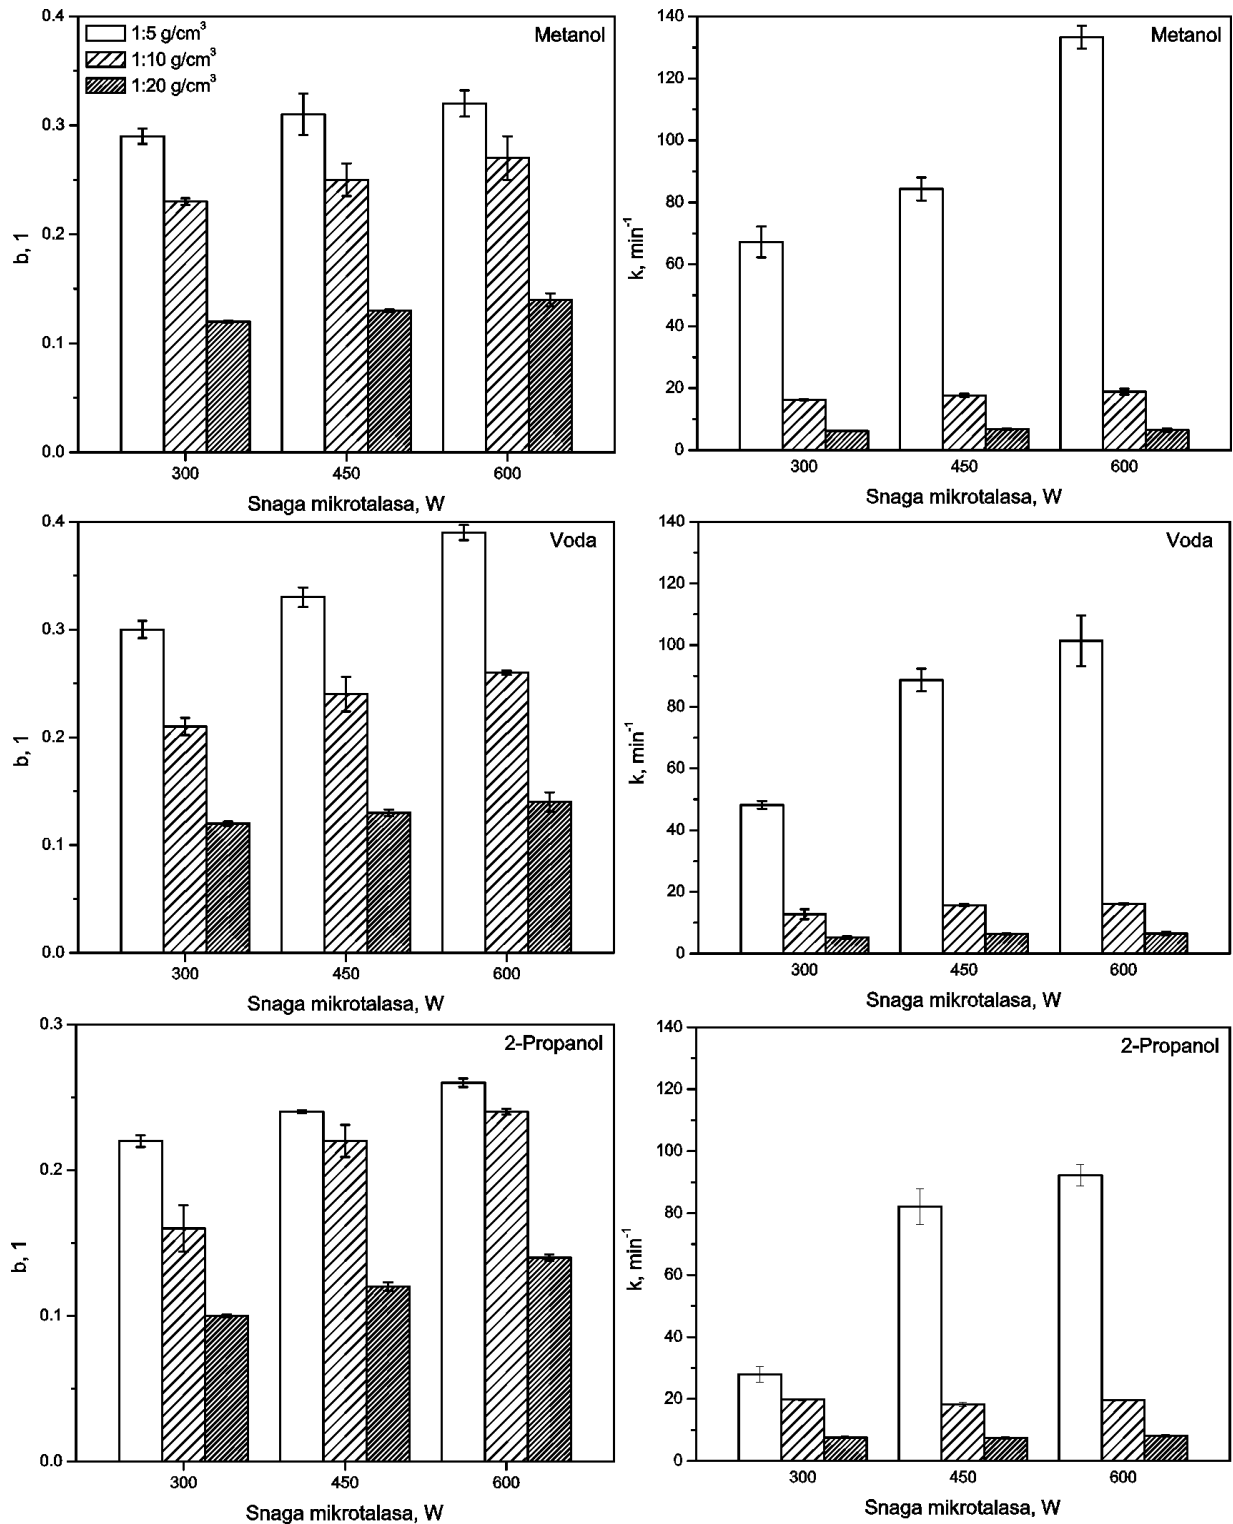 0.4
0.3
0.2
0.1
0.0
b, 1
1:5 g/cm³
1:10 g/cm³
1:20 g/cm³
Metanol
300
450
600
Snaga mikrotalasa, W
140
120
100
80
60
40
20
0
k, min⁻¹
Metanol
300
450
600
Snaga mikrotalasa, W
0.4
0.3
0.2
0.1
0.0
b, 1
Voda
300
450
600
Snaga mikrotalasa, W
140
120
100
80
60
40
20
0
k, min⁻¹
Voda
300
450
600
Snaga mikrotalasa, W
0.3
0.2
0.1
0.0
b, 1
2-Propanol
300
450
600
Snaga mikrotalasa, W
140
120
100
80
60
40
20
0
k, min⁻¹
2-Propanol
300
450
600
Snaga mikrotalasa, W